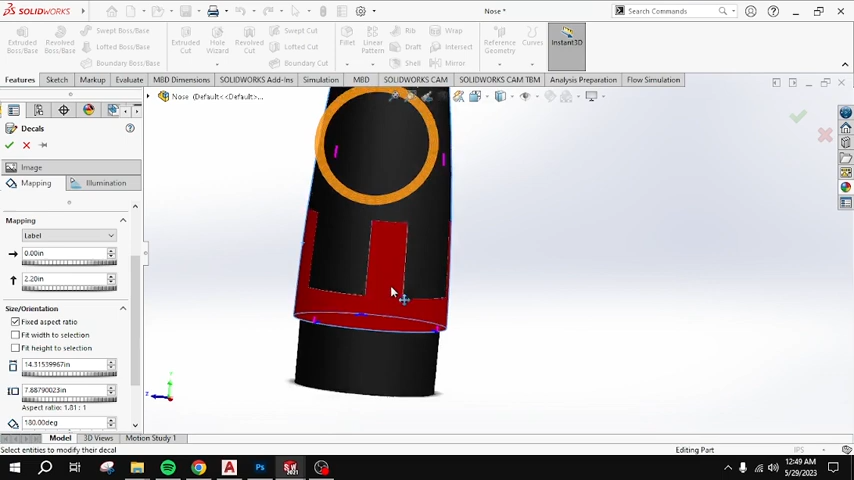 SOLIDWORKS
Nose *
Search Commands
Extruded Boss/Base
Revolved Boss/Base
Swept Boss/Base
Lofted Boss/Base
Boundary Boss/Base
Extruded Cut
Hole Wizard
Revolved Cut
Swept Cut
Lofted Cut
Boundary Cut
Fillet
Linear Pattern
Rib
Draft
Shell
Wrap
Intersect
Mirror
Reference Geometry
Curves
Instant3D
Features
Sketch
Markup
Evaluate
MBD Dimensions
SOLIDWORKS Add-Ins
Simulation
MBD
SOLIDWORKS CAM
SOLIDWORKS CAM TBM
Analysis Preparation
Flow Simulation
Nose (Default<<Default>...
Decals
Image
Mapping
Illumination
Mapping
Label
0.00in
2.20in
Size/Orientation
Fixed aspect ratio
Fit width to selection
Fit height to selection
14.31539967in
7.88790023in
Aspect ratio: 1.81 : 1
180.00deg
Model
3D Views
Motion Study 1
Select entities to modify their decal
Editing Part
IPS
12:49 AM
5/29/2023